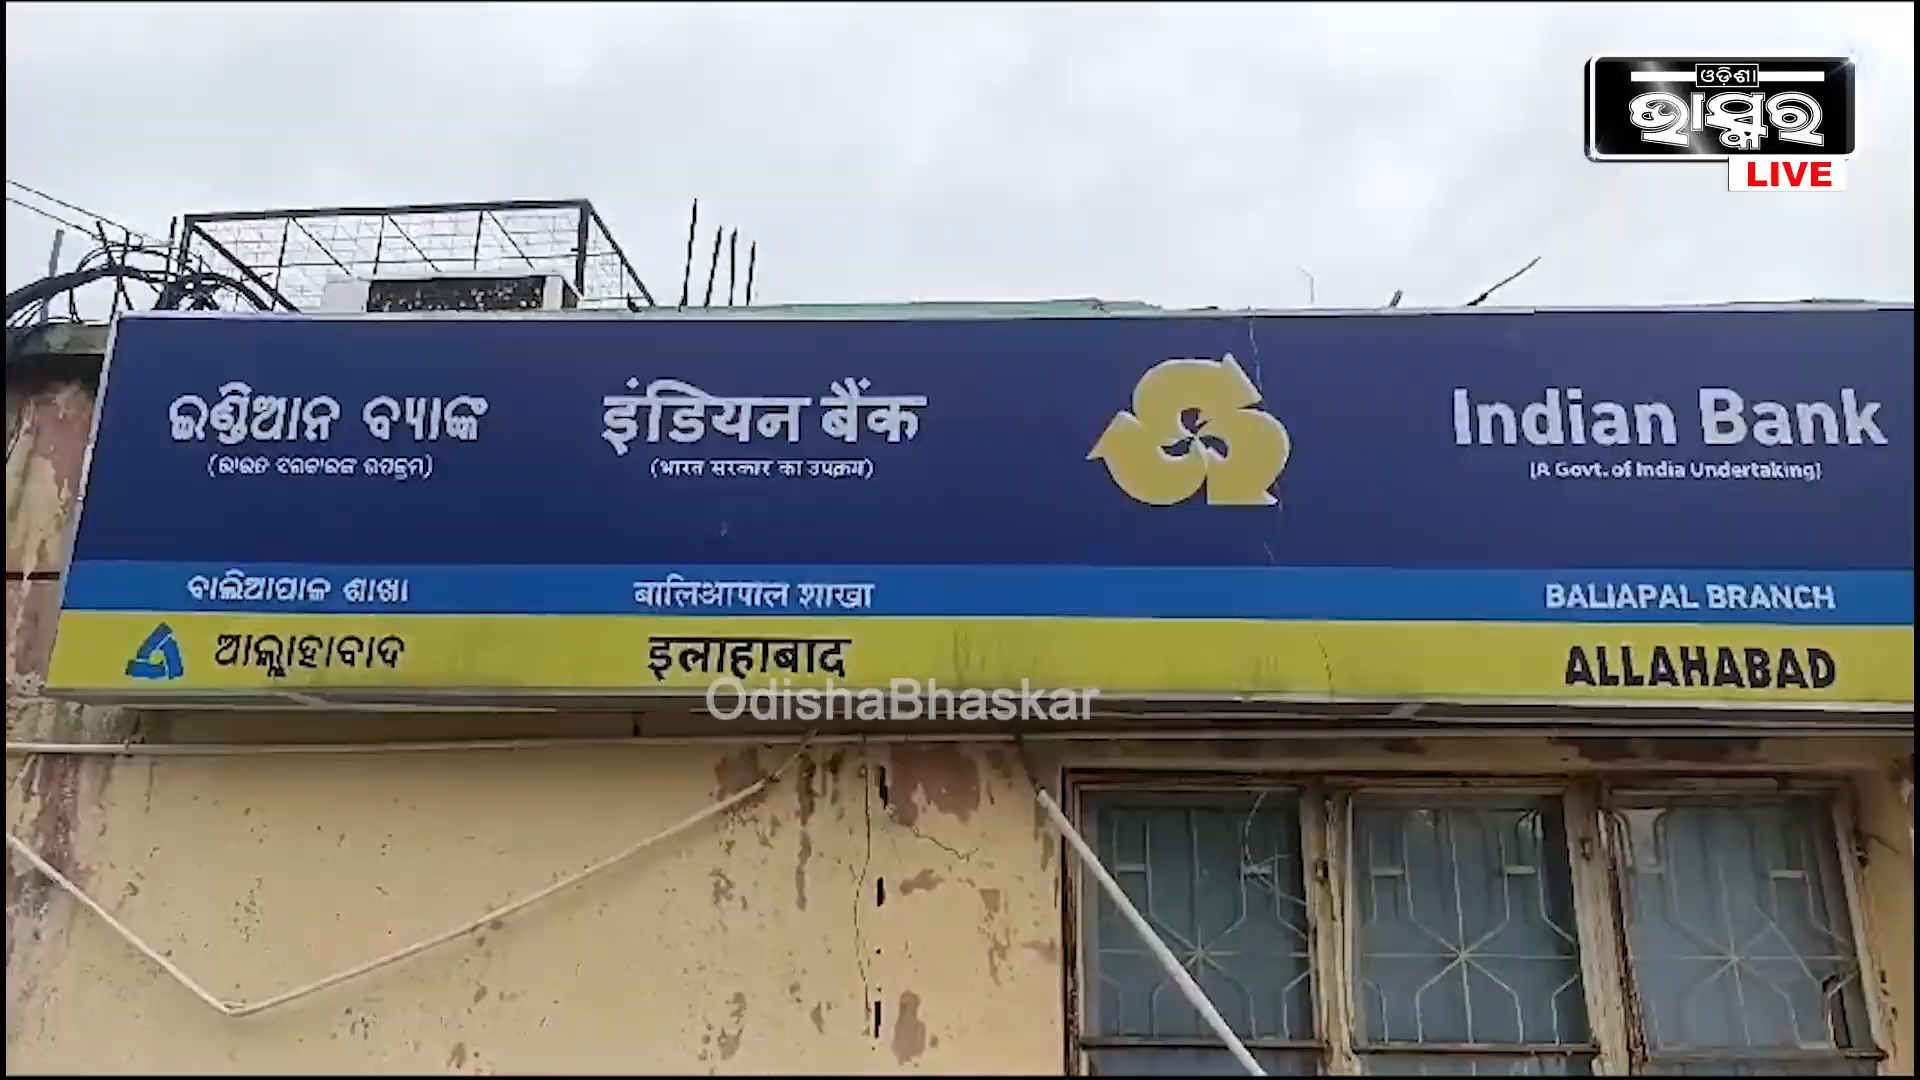 ଓଡ଼ିଶା
ଭାସ୍କର
LIVE
ଇଣ୍ଡିଆନ ବ୍ୟାଙ୍କ
(ଭାରତ ସରକାରଙ୍କ ଉପକ୍ରମ)
इंडियन बैंक
(भारत सरकार का उपक्रम)
Indian Bank
(A Govt. of India Undertaking)
ବାଲିଆପାଳ ଶାଖା
बालिआपाल शाखा
BALIAPAL BRANCH
ଆଲ୍ଲାହାବାଦ
इलाहाबाद
ALLAHABAD
OdishaBhaskar